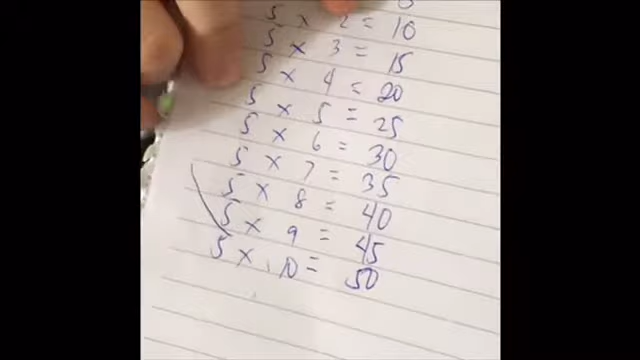 5 x 2 = 10
5 x 3 = 15
5 x 4 = 20
5 x 5 = 25
5 x 6 = 30
5 x 7 = 35
5 x 8 = 40
5 x 9 = 45
5 x 10 = 50